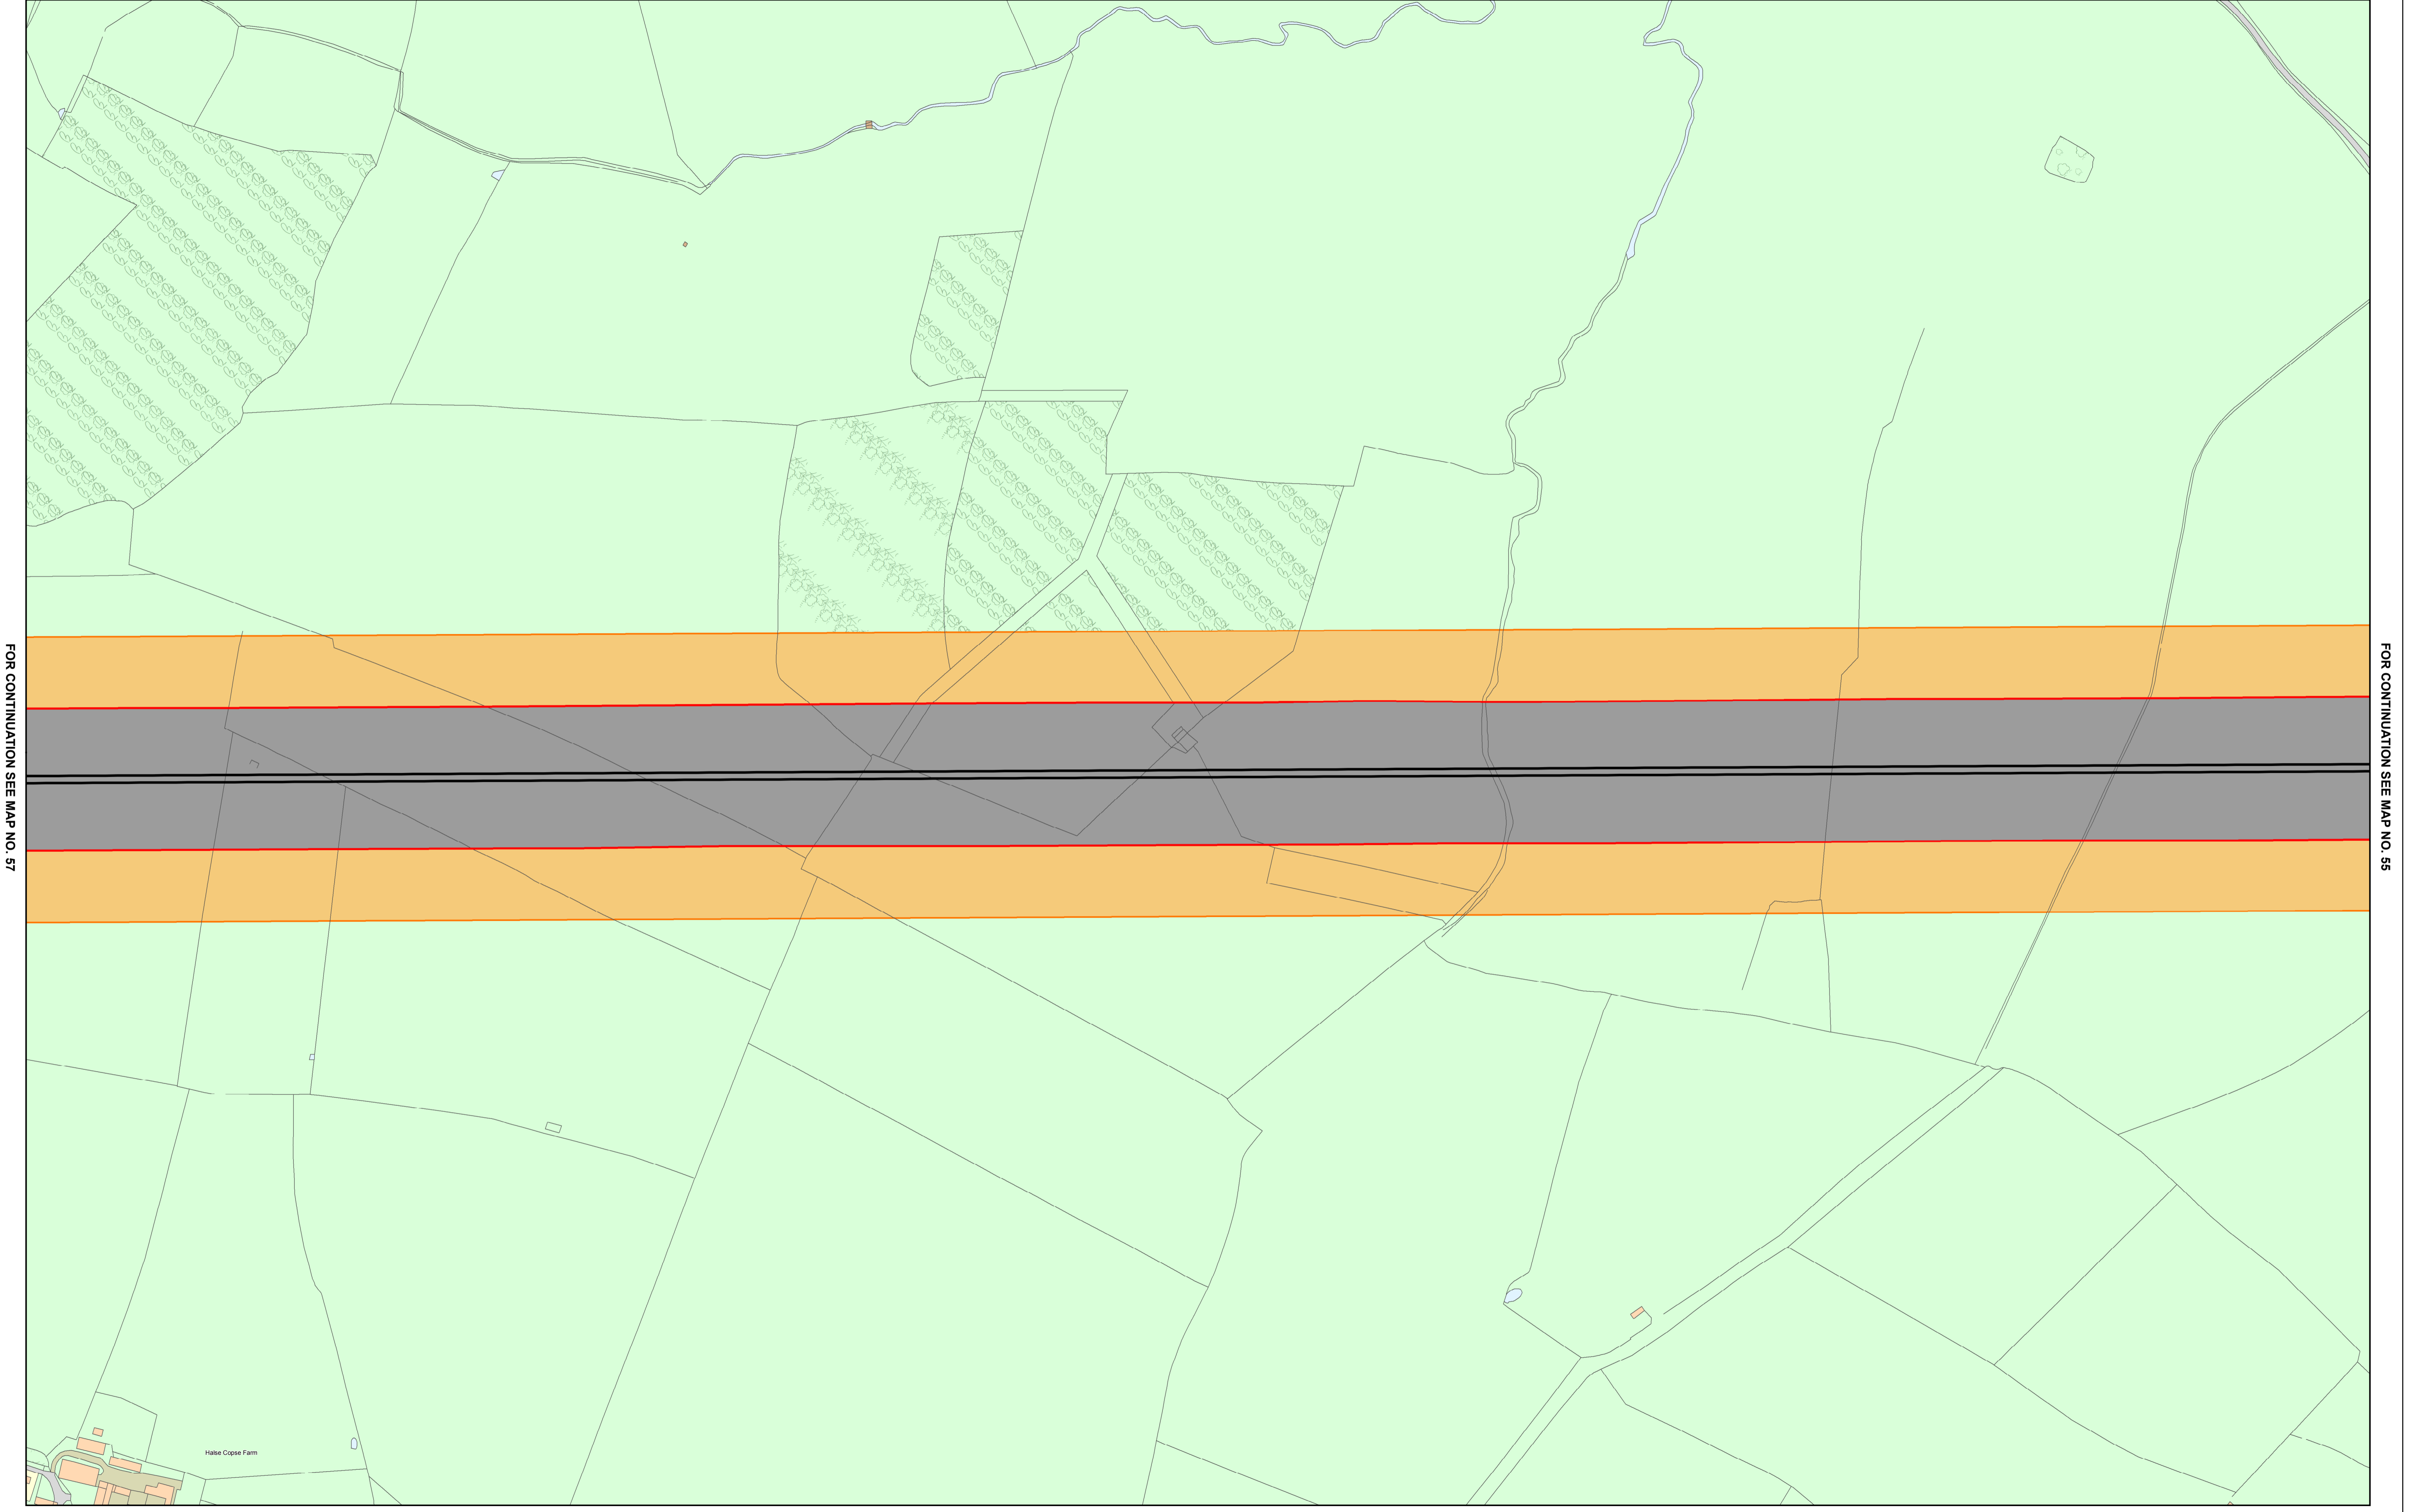 FOR CONTINUATION SEE MAP NO. 57
FOR CONTINUATION SEE MAP NO. 55
Halse Copse Farm